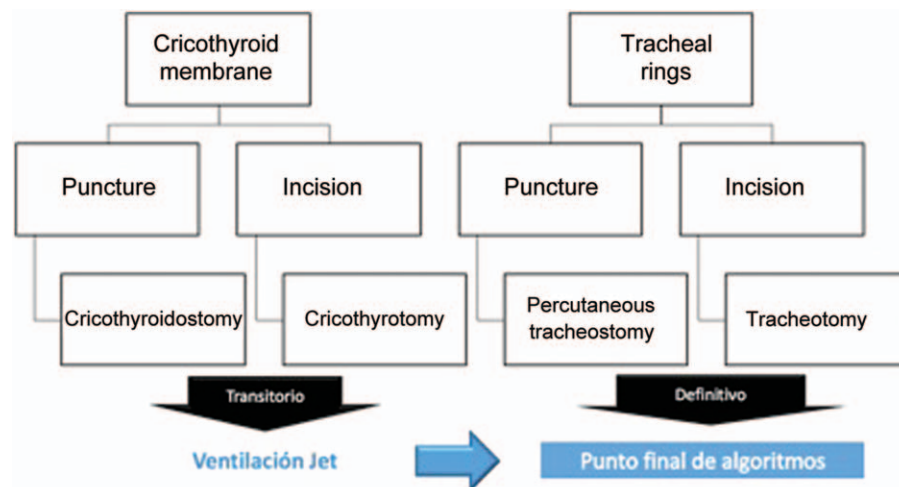 Cricothyroid
membrane
Tracheal
rings
Puncture
Incision
Puncture
Incision
Cricothyroidostomy
Cricothyrotomy
Percutaneous
tracheostomy
Tracheotomy
Transitorio
Definitivo
Ventilación Jet
Punto final de algoritmos